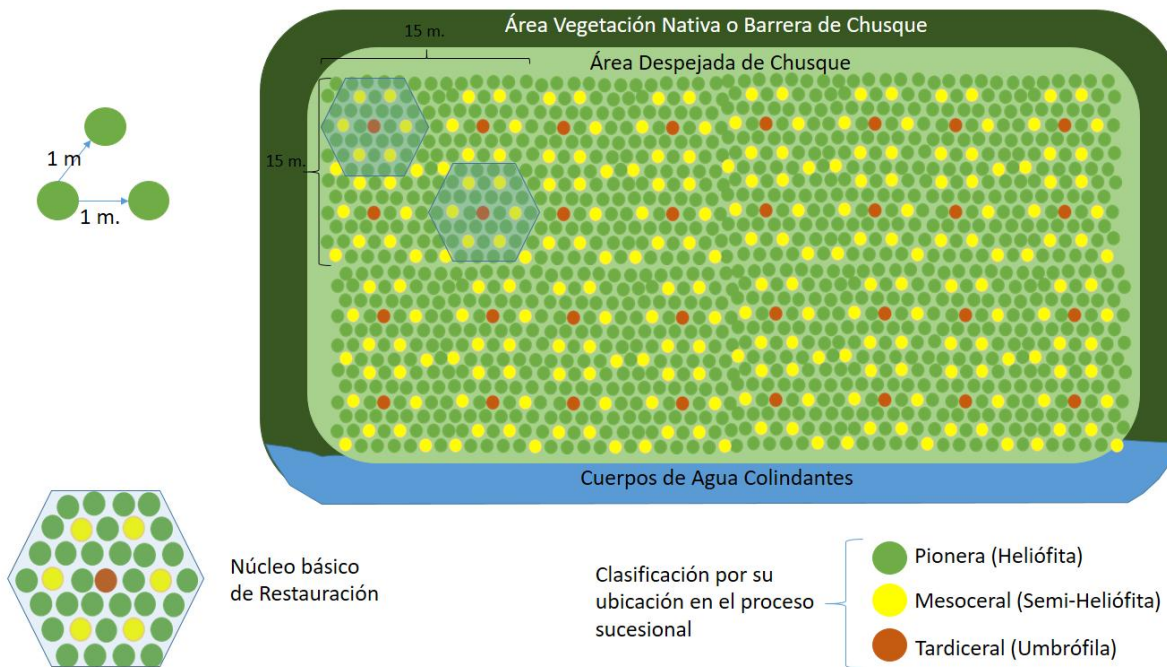 Área Vegetación Nativa o Barrera de Chusque
15 m.
Área Despejada de Chusque
1 m
15 m.
1 m.
Cuerpos de Agua Colindantes
Núcleo básico
de Restauración
Clasificación por su
ubicación en el proceso
sucesional
Pionera (Heliófita)
Mesoceral (Semi-Heliófita)
Tardiceral (Umbrófila)